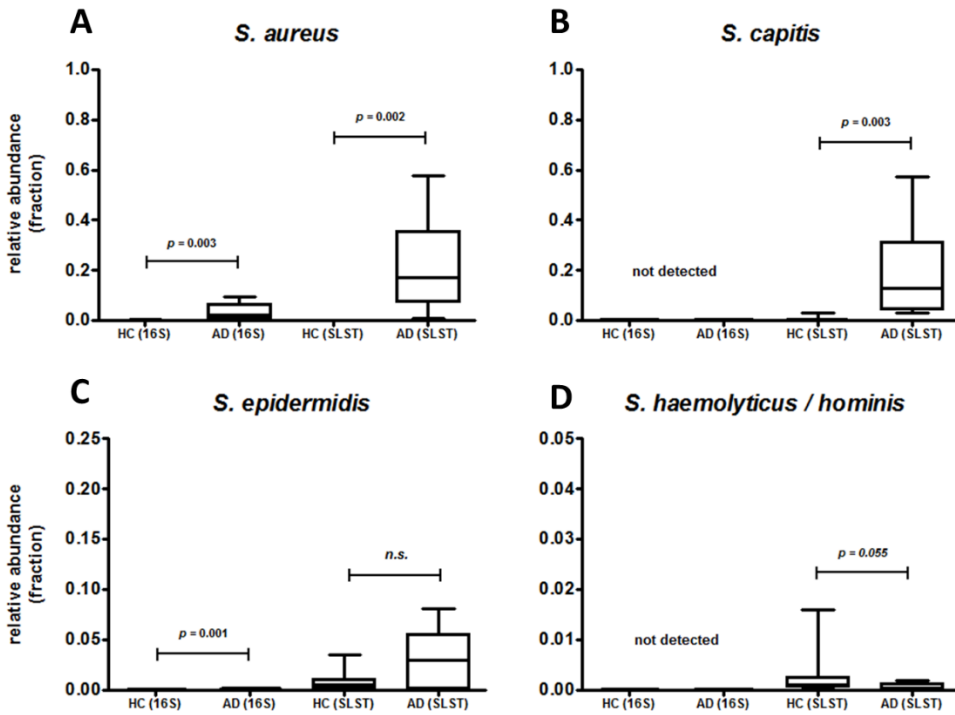 A
S. aureus
relative abundance
(fraction)
1.0
0.8
0.6
0.4
0.2
0.0
p = 0.003
p = 0.002
HC (16S) AD (16S) HC (SLST) AD (SLST)
B
S. capitis
1.0
0.8
0.6
0.4
0.2
0.0
not detected
p = 0.003
HC (16S) AD (16S) HC (SLST) AD (SLST)
C
S. epidermidis
relative abundance
(fraction)
0.25
0.20
0.15
0.10
0.05
0.00
p = 0.001
n.s.
HC (16S) AD (16S) HC (SLST) AD (SLST)
D
S. haemolyticus / hominis
0.05
0.04
0.03
0.02
0.01
0.00
not detected
p = 0.055
HC (16S) AD (16S) HC (SLST) AD (SLST)